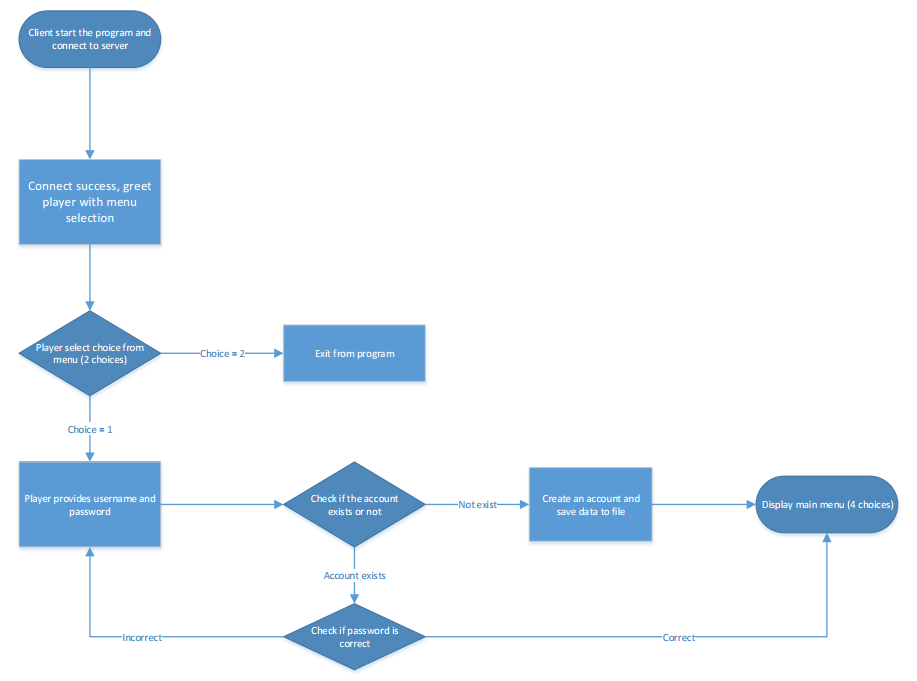 Client start the program and
connect to server
Connect success, greet
player with menu
selection
Player select choice from
menu (2 choices)
Choice = 2
Exit from program
Choice = 1
Player provides username and
password
Check if the account
exists or not
Not exist
Create an account and
save data to file
Display main menu (4 choices)
Account exists
Check if password is
correct
Incorrect
Correct